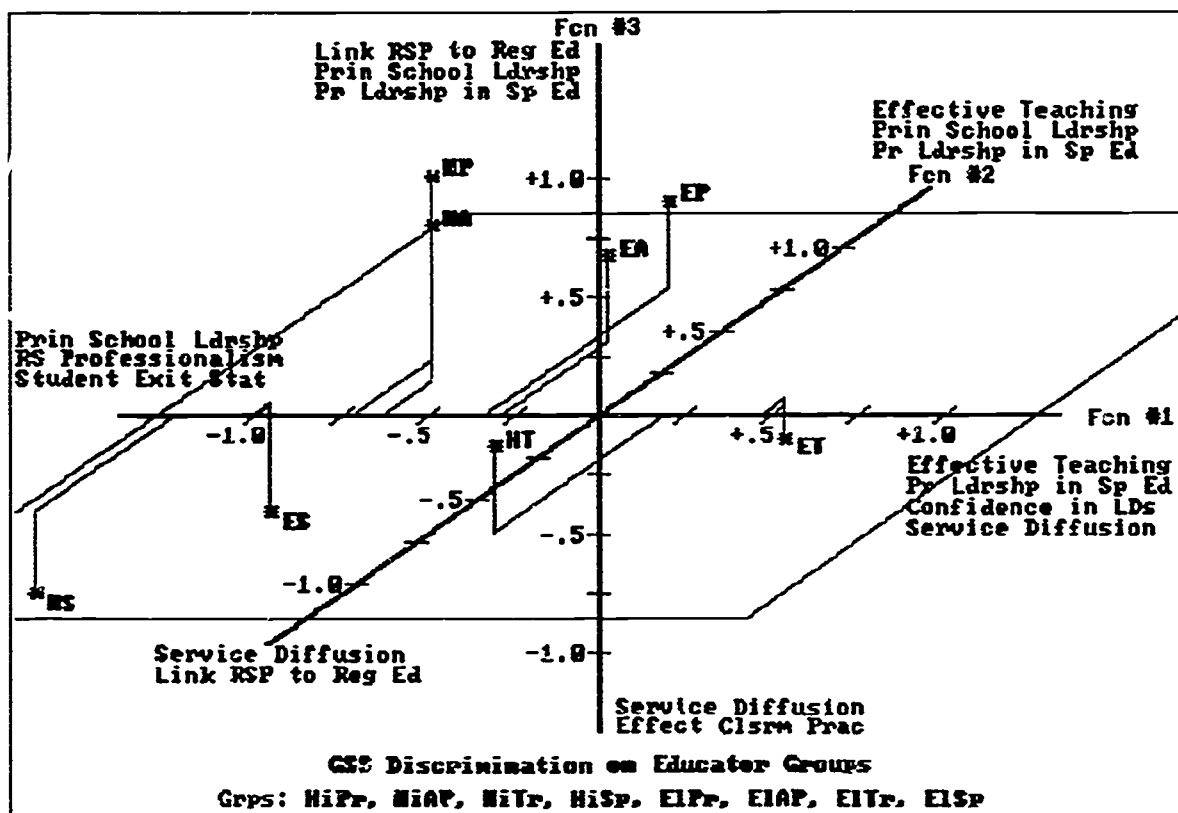 Fcn #3
Link RSP to Reg Ed
Prin School Ldrshp
Pr Ldrshp in Sp Ed
Effective Teaching
Prin School Ldrshp
Pr Ldrshp in Sp Ed
Fcn #2
HP
+1.0
EP
HA
+1.0
EA
+.5
+.5
Prin School Ldrshp
RS Professionalism
Student Exit Stat
-1.0
-.5
+.5
+1.0
Fcn #1
HT
ET
Effective Teaching
Pr Ldrshp in Sp Ed
Confidence in LDs
Service Diffusion
-.5
ES
-.5
-1.0
HS
-1.0
Service Diffusion
Link RSP to Reg Ed
Service Diffusion
Effect Clsrm Prac
GSS Discrimination on Educator Groups
Grps: HiPr, HiAP, HiTr, HiSp, ElPr, ElAP, ElTr, ElSp